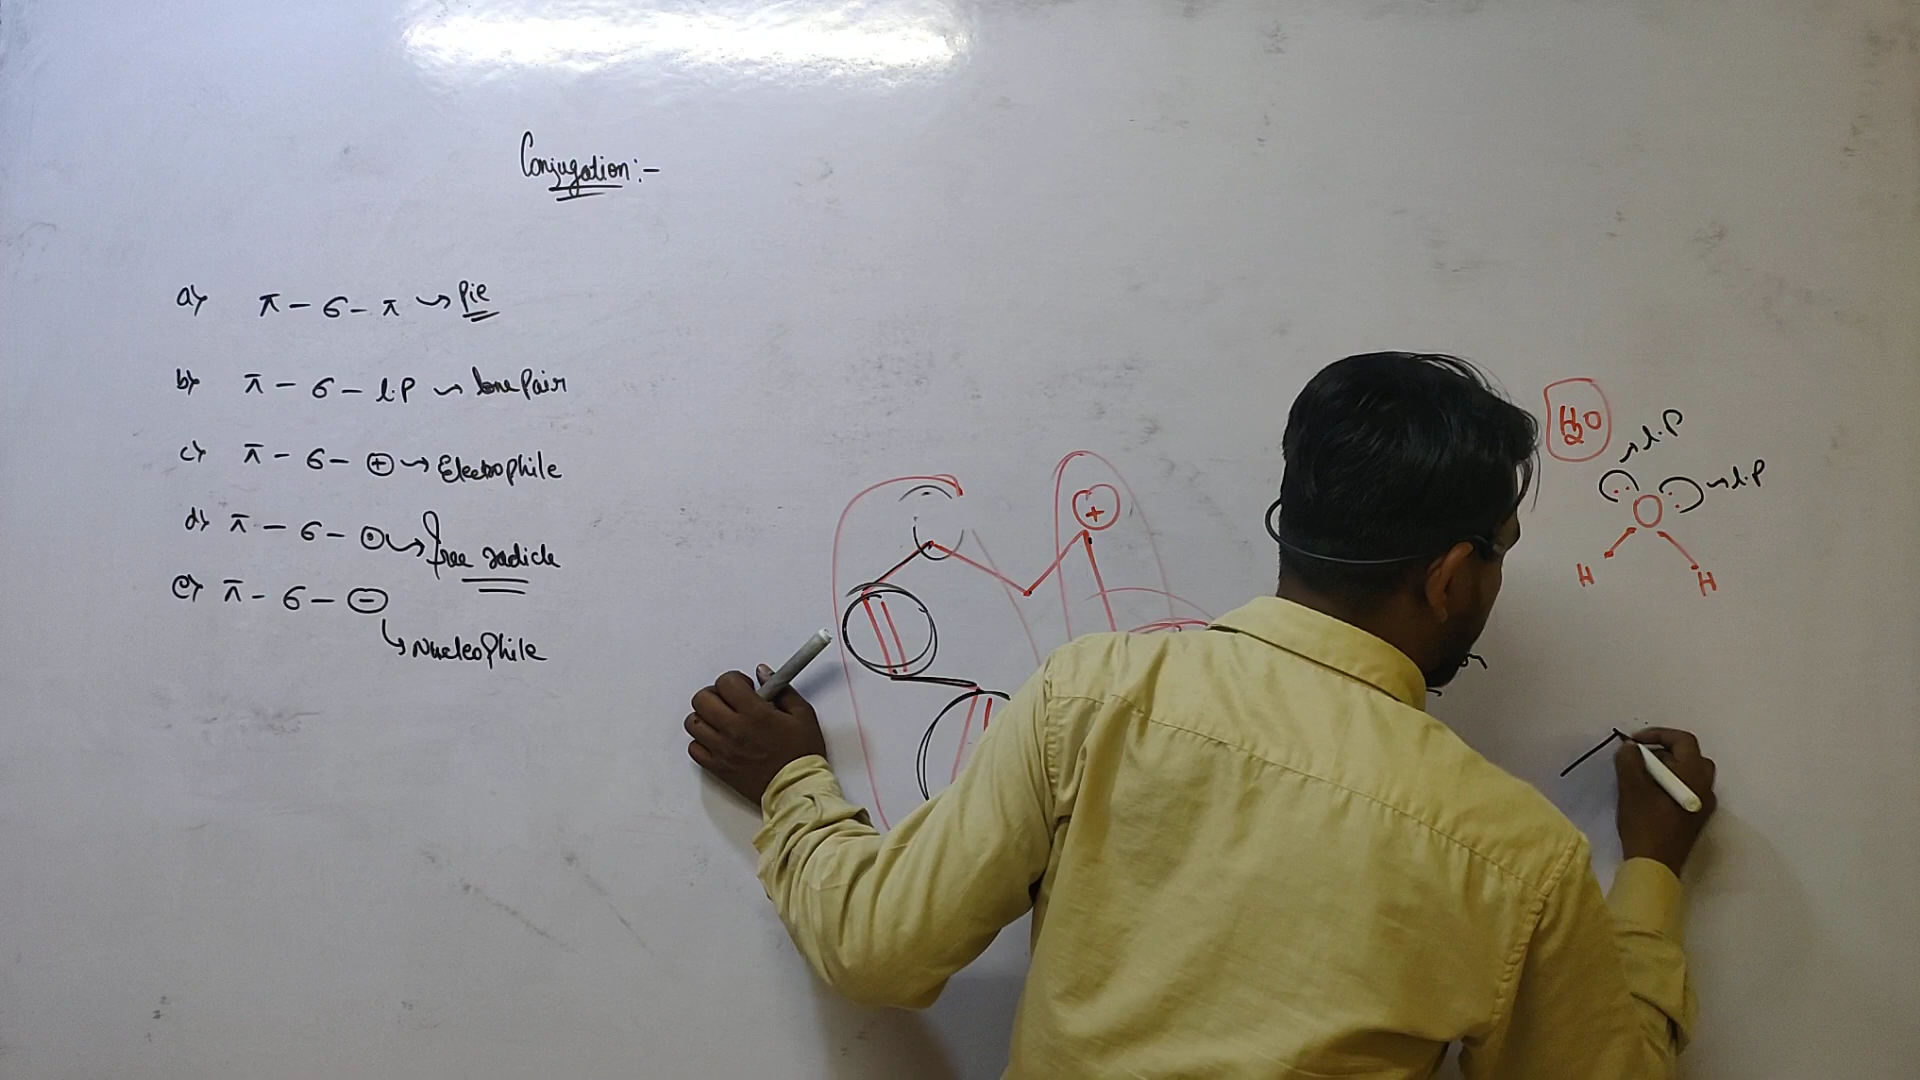 Conjugation:-
a) π - σ - π → Pie
b) π - σ - l.P → lone Pair
c) π - σ - ⊕ → Electrophile
d) π - σ - ⊙ → free radicle
e) π - σ - ⊖
↳ Nucleophile
+
H2O
→ l.P
→ l.P
O
H H